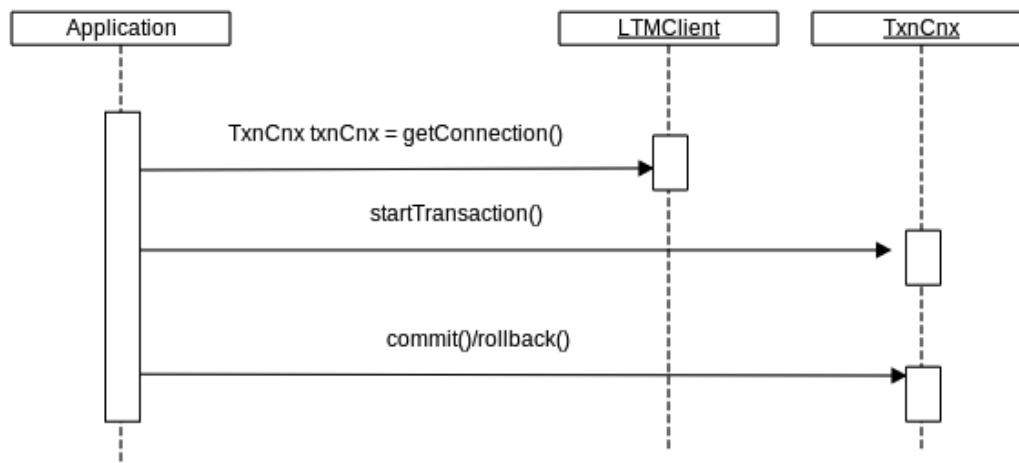 Application
LTMClient
TxnCnx
TxnCnx txnCnx = getConnection()
startTransaction()
commit()/rollback()